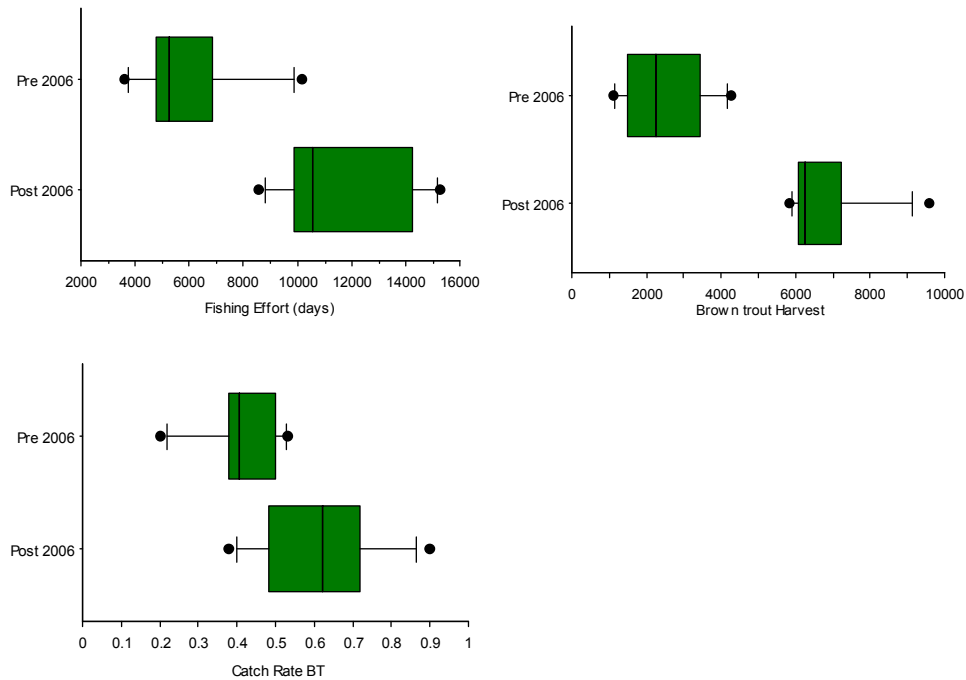 Pre 2006
Post 2006
2000 4000 6000 8000 10000 12000 14000 16000
Fishing Effort (days)
Pre 2006
Post 2006
0 2000 4000 6000 8000 10000
Brown trout Harvest
Pre 2006
Post 2006
0 0.1 0.2 0.3 0.4 0.5 0.6 0.7 0.8 0.9 1
Catch Rate BT